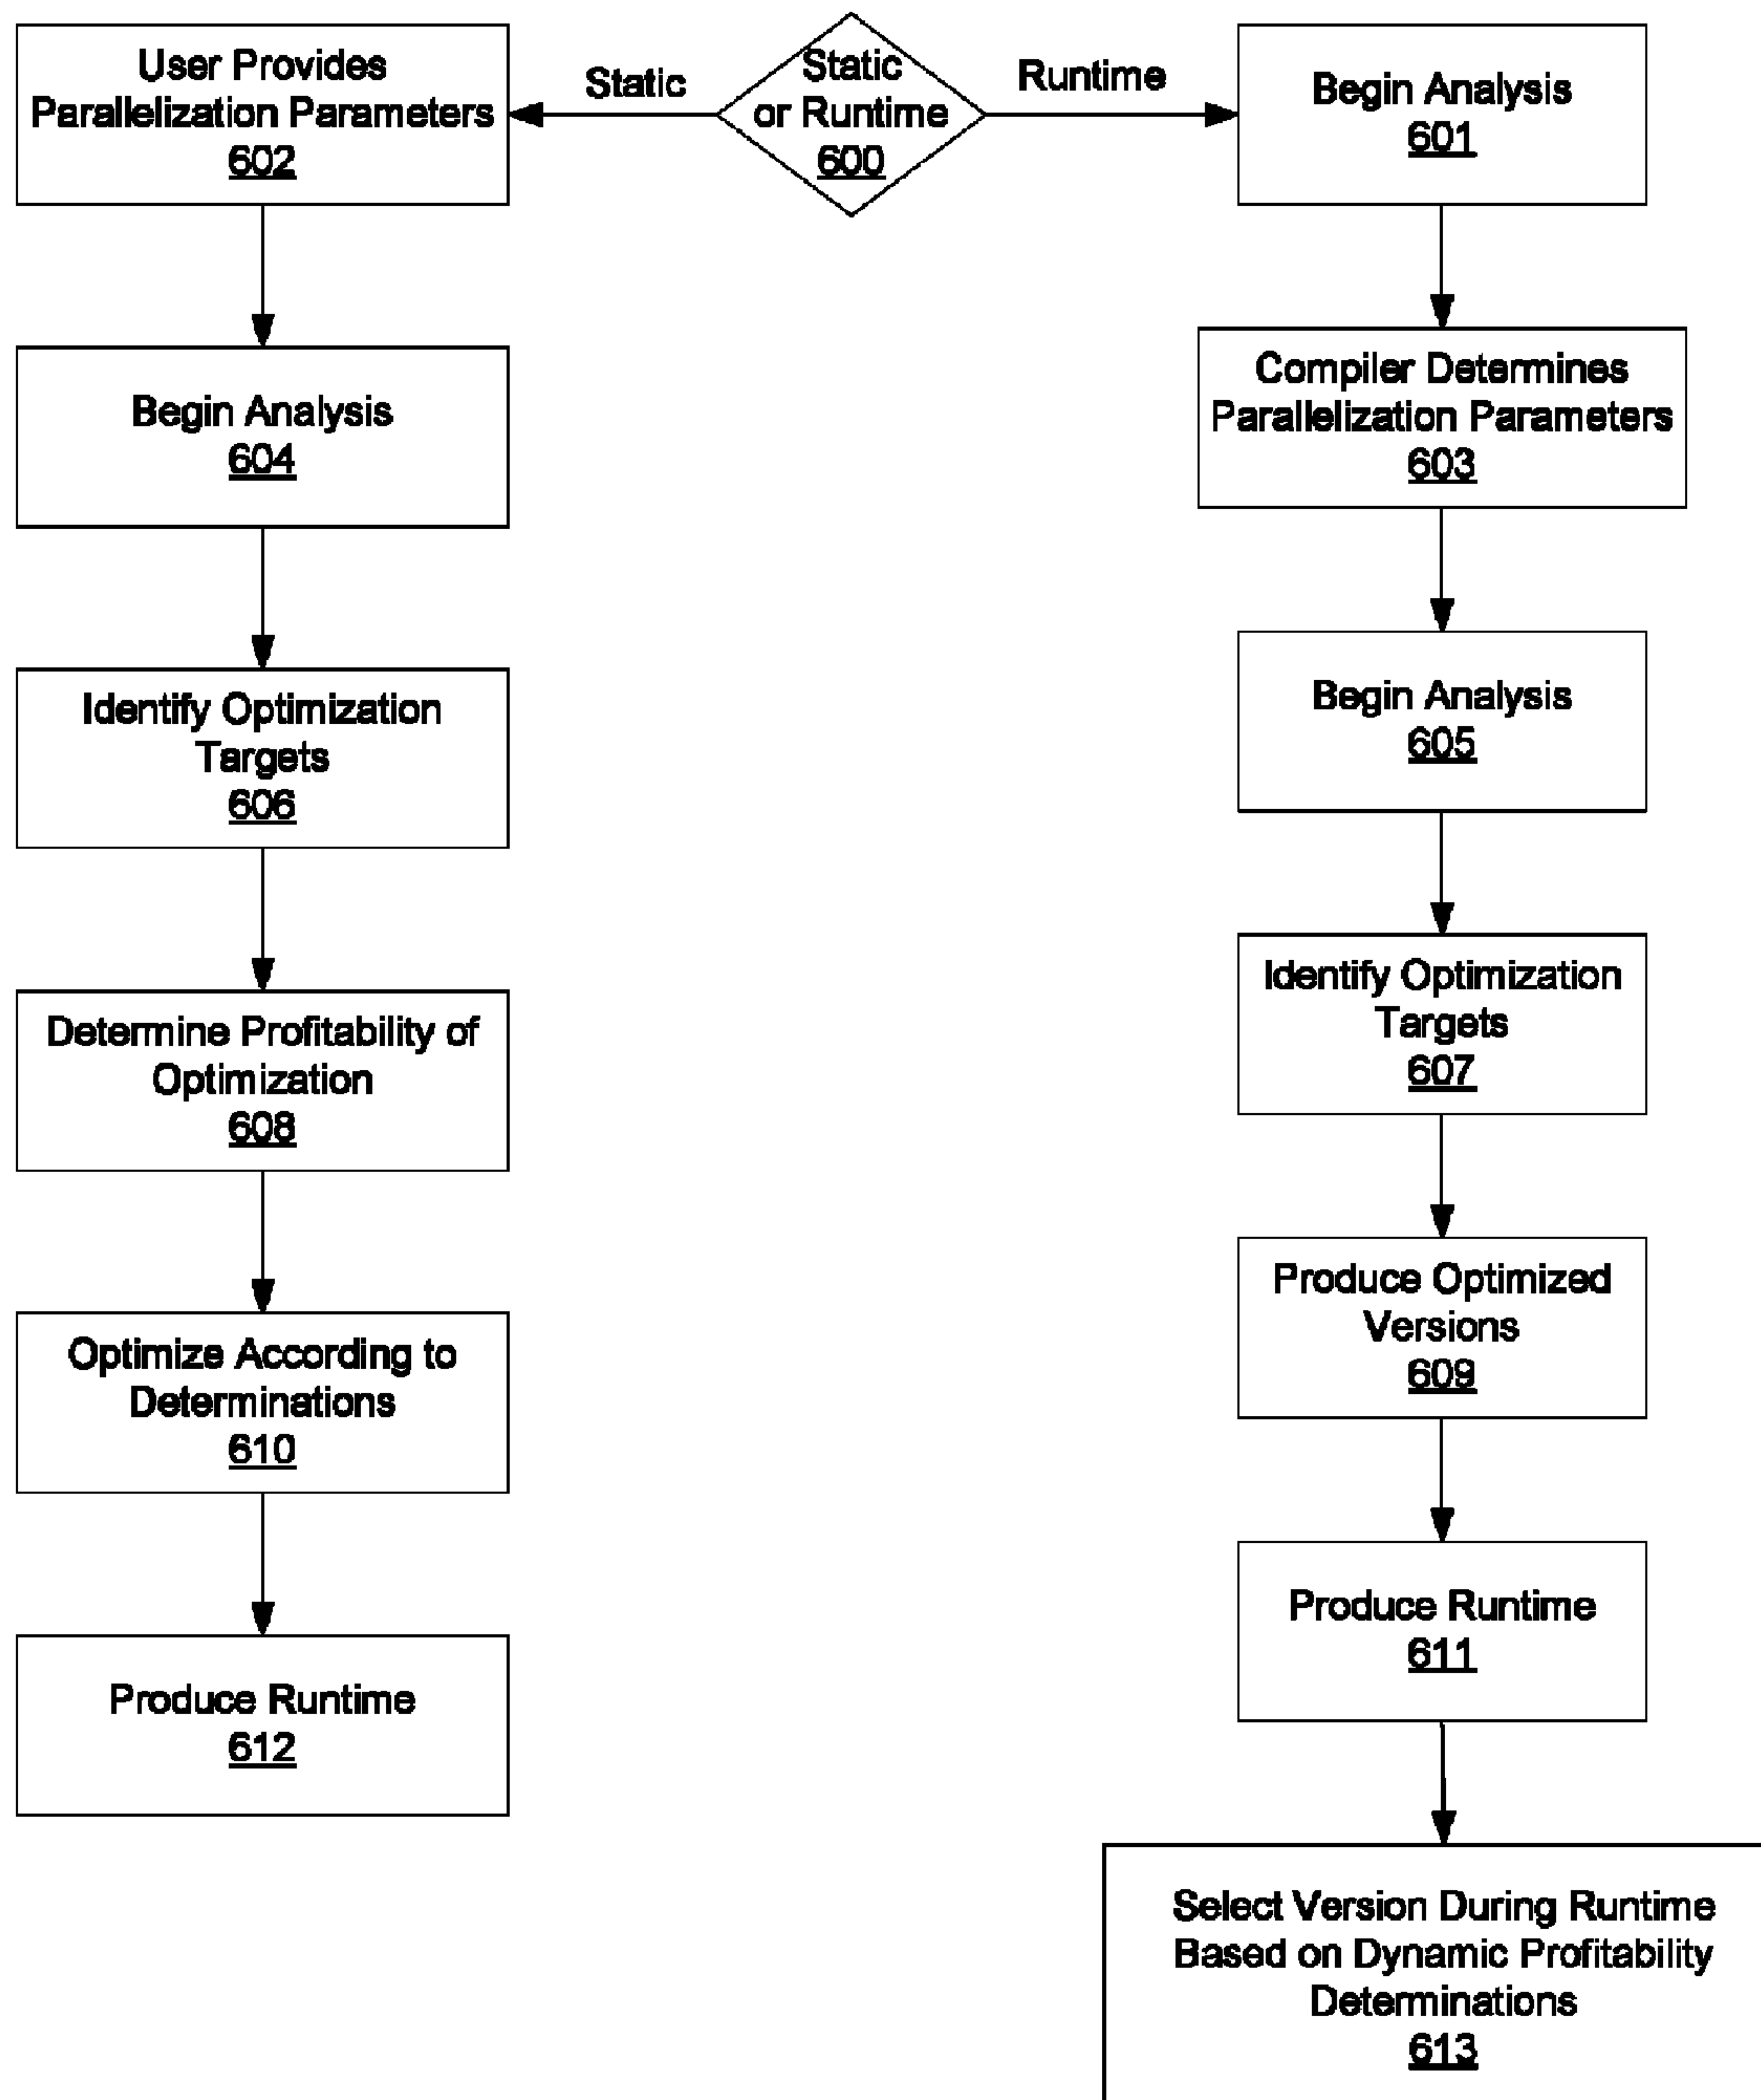 User Provides
Parallelization Parameters
602
Static
Static
or Runtime
600
Runtime
Begin Analysis
601
Begin Analysis
604
Compiler Determines
Parallelization Parameters
603
Identify Optimization
Targets
606
Begin Analysis
605
Determine Profitability of
Optimization
608
Identify Optimization
Targets
607
Optimize According to
Determinations
610
Produce Optimized
Versions
609
Produce Runtime
612
Produce Runtime
611
Select Version During Runtime
Based on Dynamic Profitability
Determinations
613